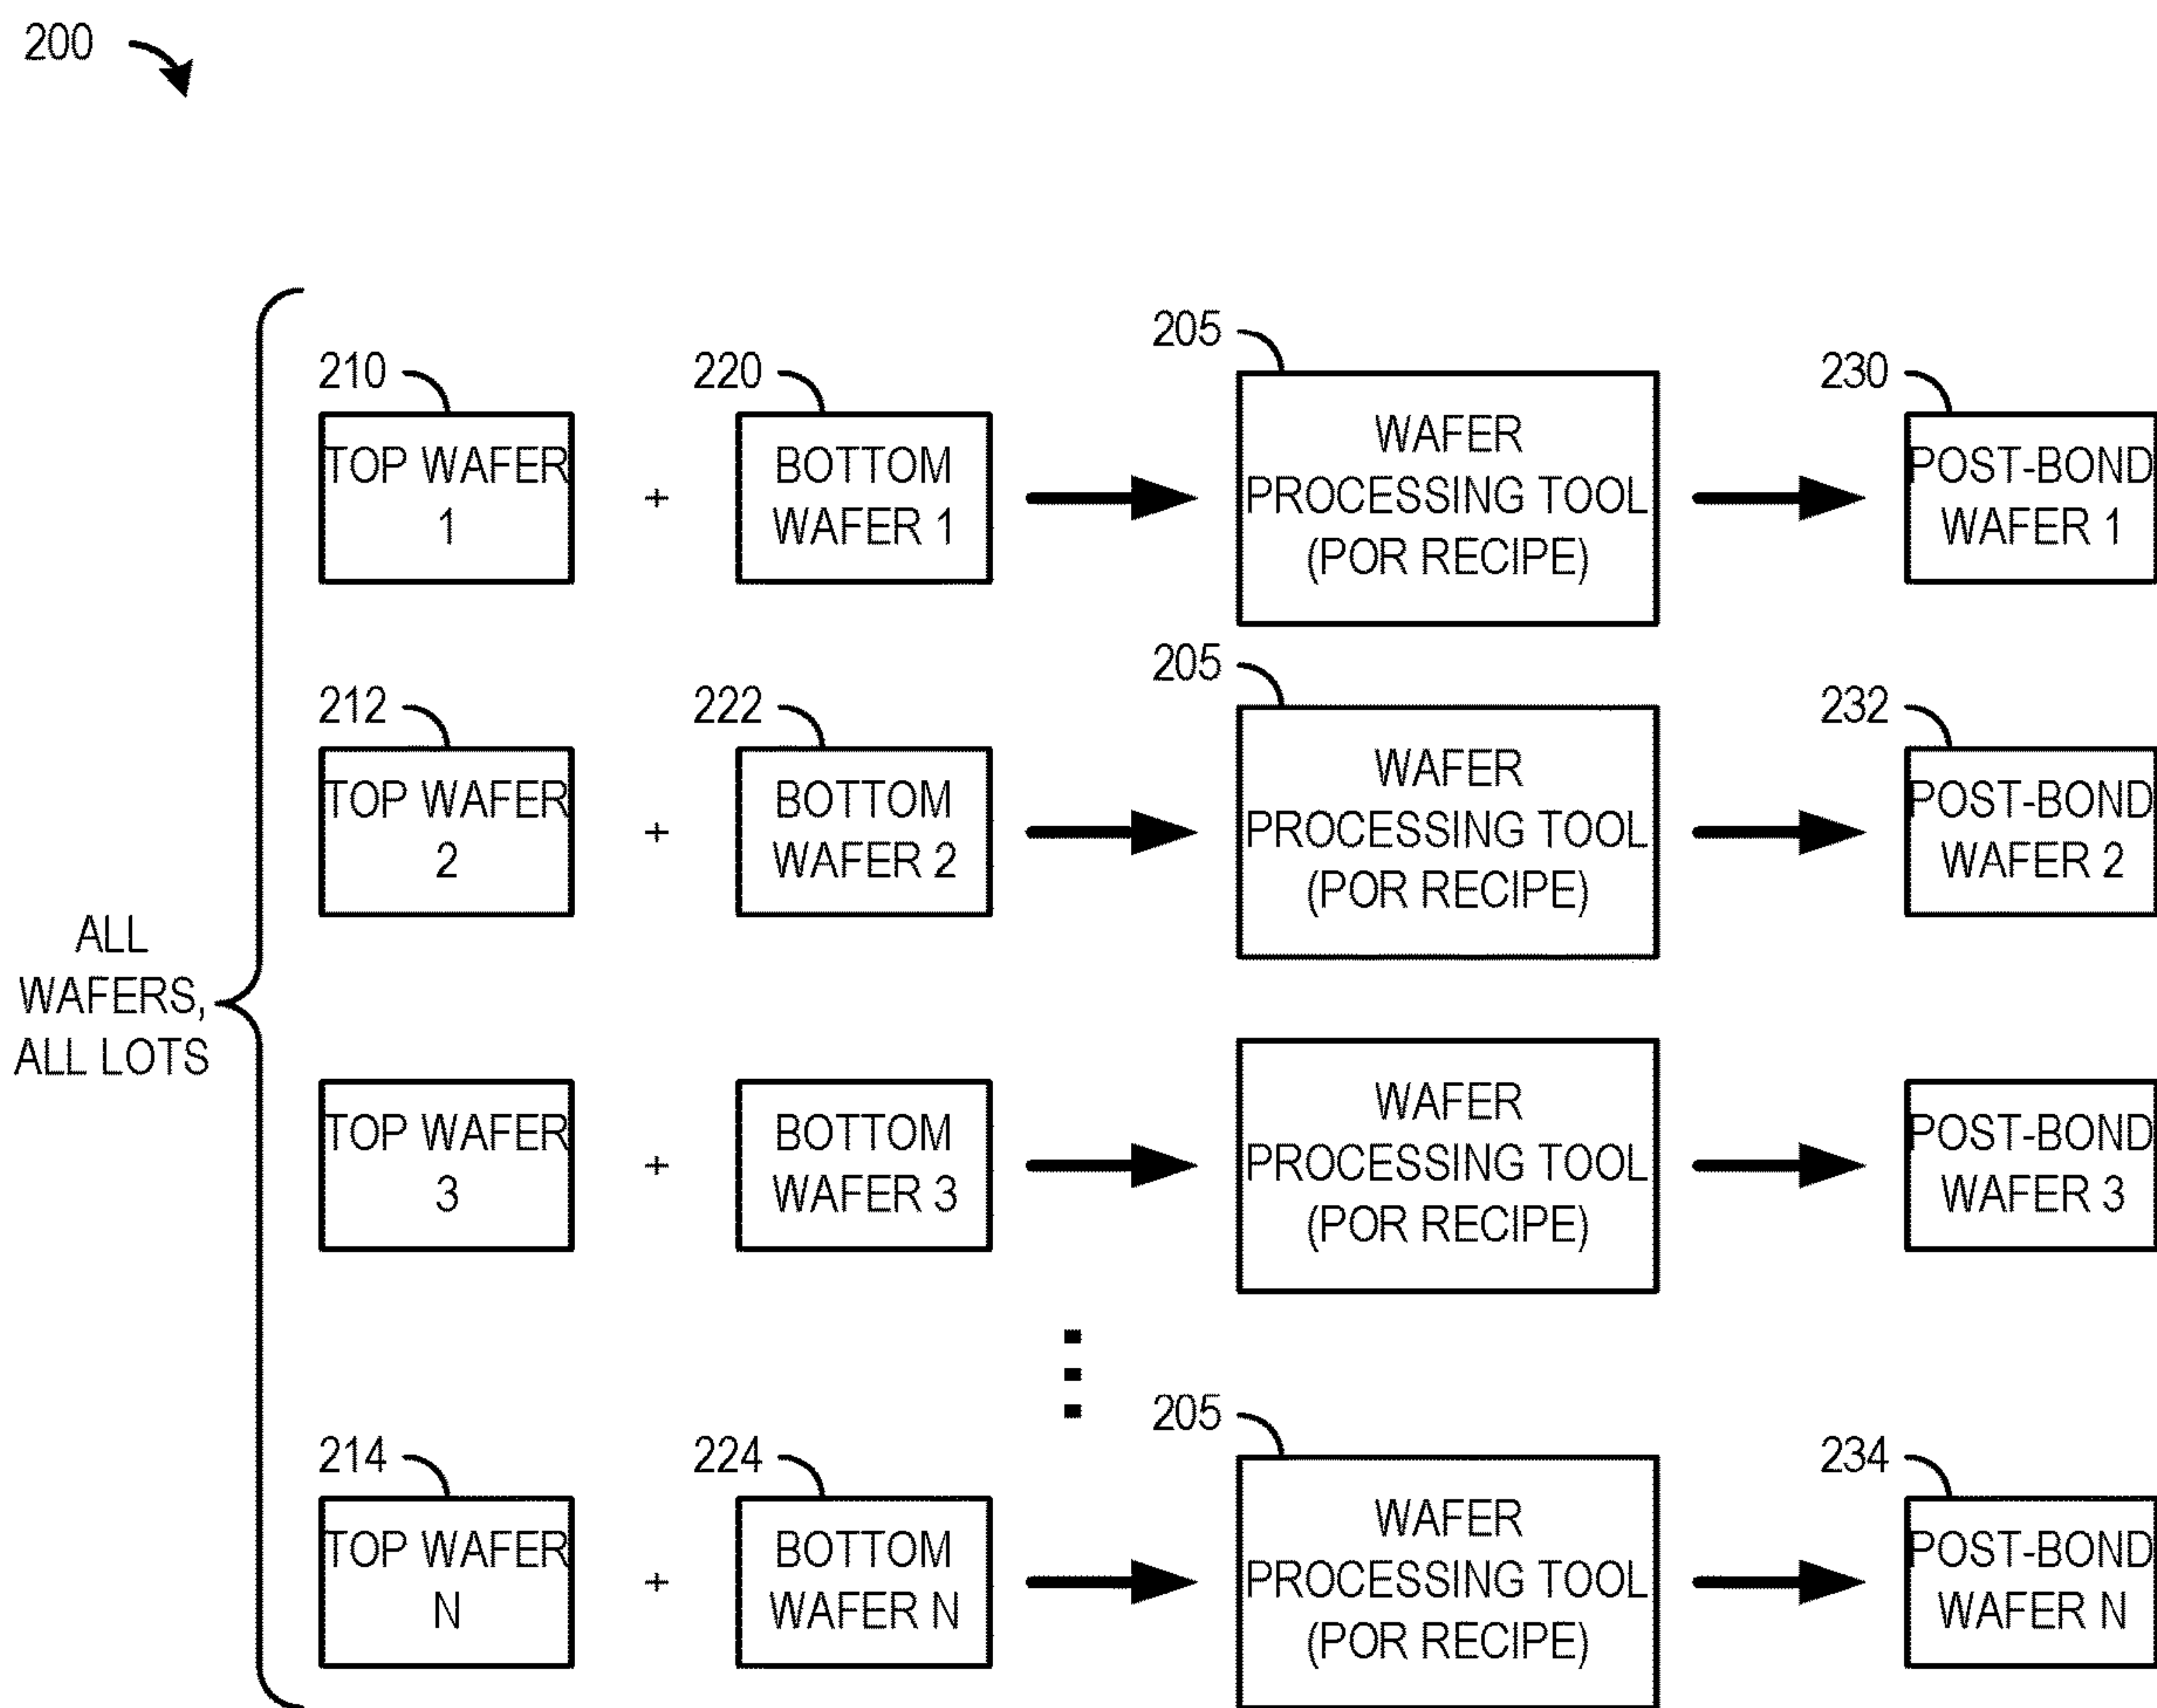 200
210
220
205
230
TOP WAFER
1
+
BOTTOM
WAFER 1
WAFER
PROCESSING TOOL
(POR RECIPE)
POST-BOND
WAFER 1
212
222
205
232
TOP WAFER
2
+
BOTTOM
WAFER 2
WAFER
PROCESSING TOOL
(POR RECIPE)
POST-BOND
WAFER 2
ALL
WAFERS,
ALL LOTS
TOP WAFER
3
+
BOTTOM
WAFER 3
WAFER
PROCESSING TOOL
(POR RECIPE)
POST-BOND
WAFER 3
214
224
205
234
TOP WAFER
N
+
BOTTOM
WAFER N
WAFER
PROCESSING TOOL
(POR RECIPE)
POST-BOND
WAFER N